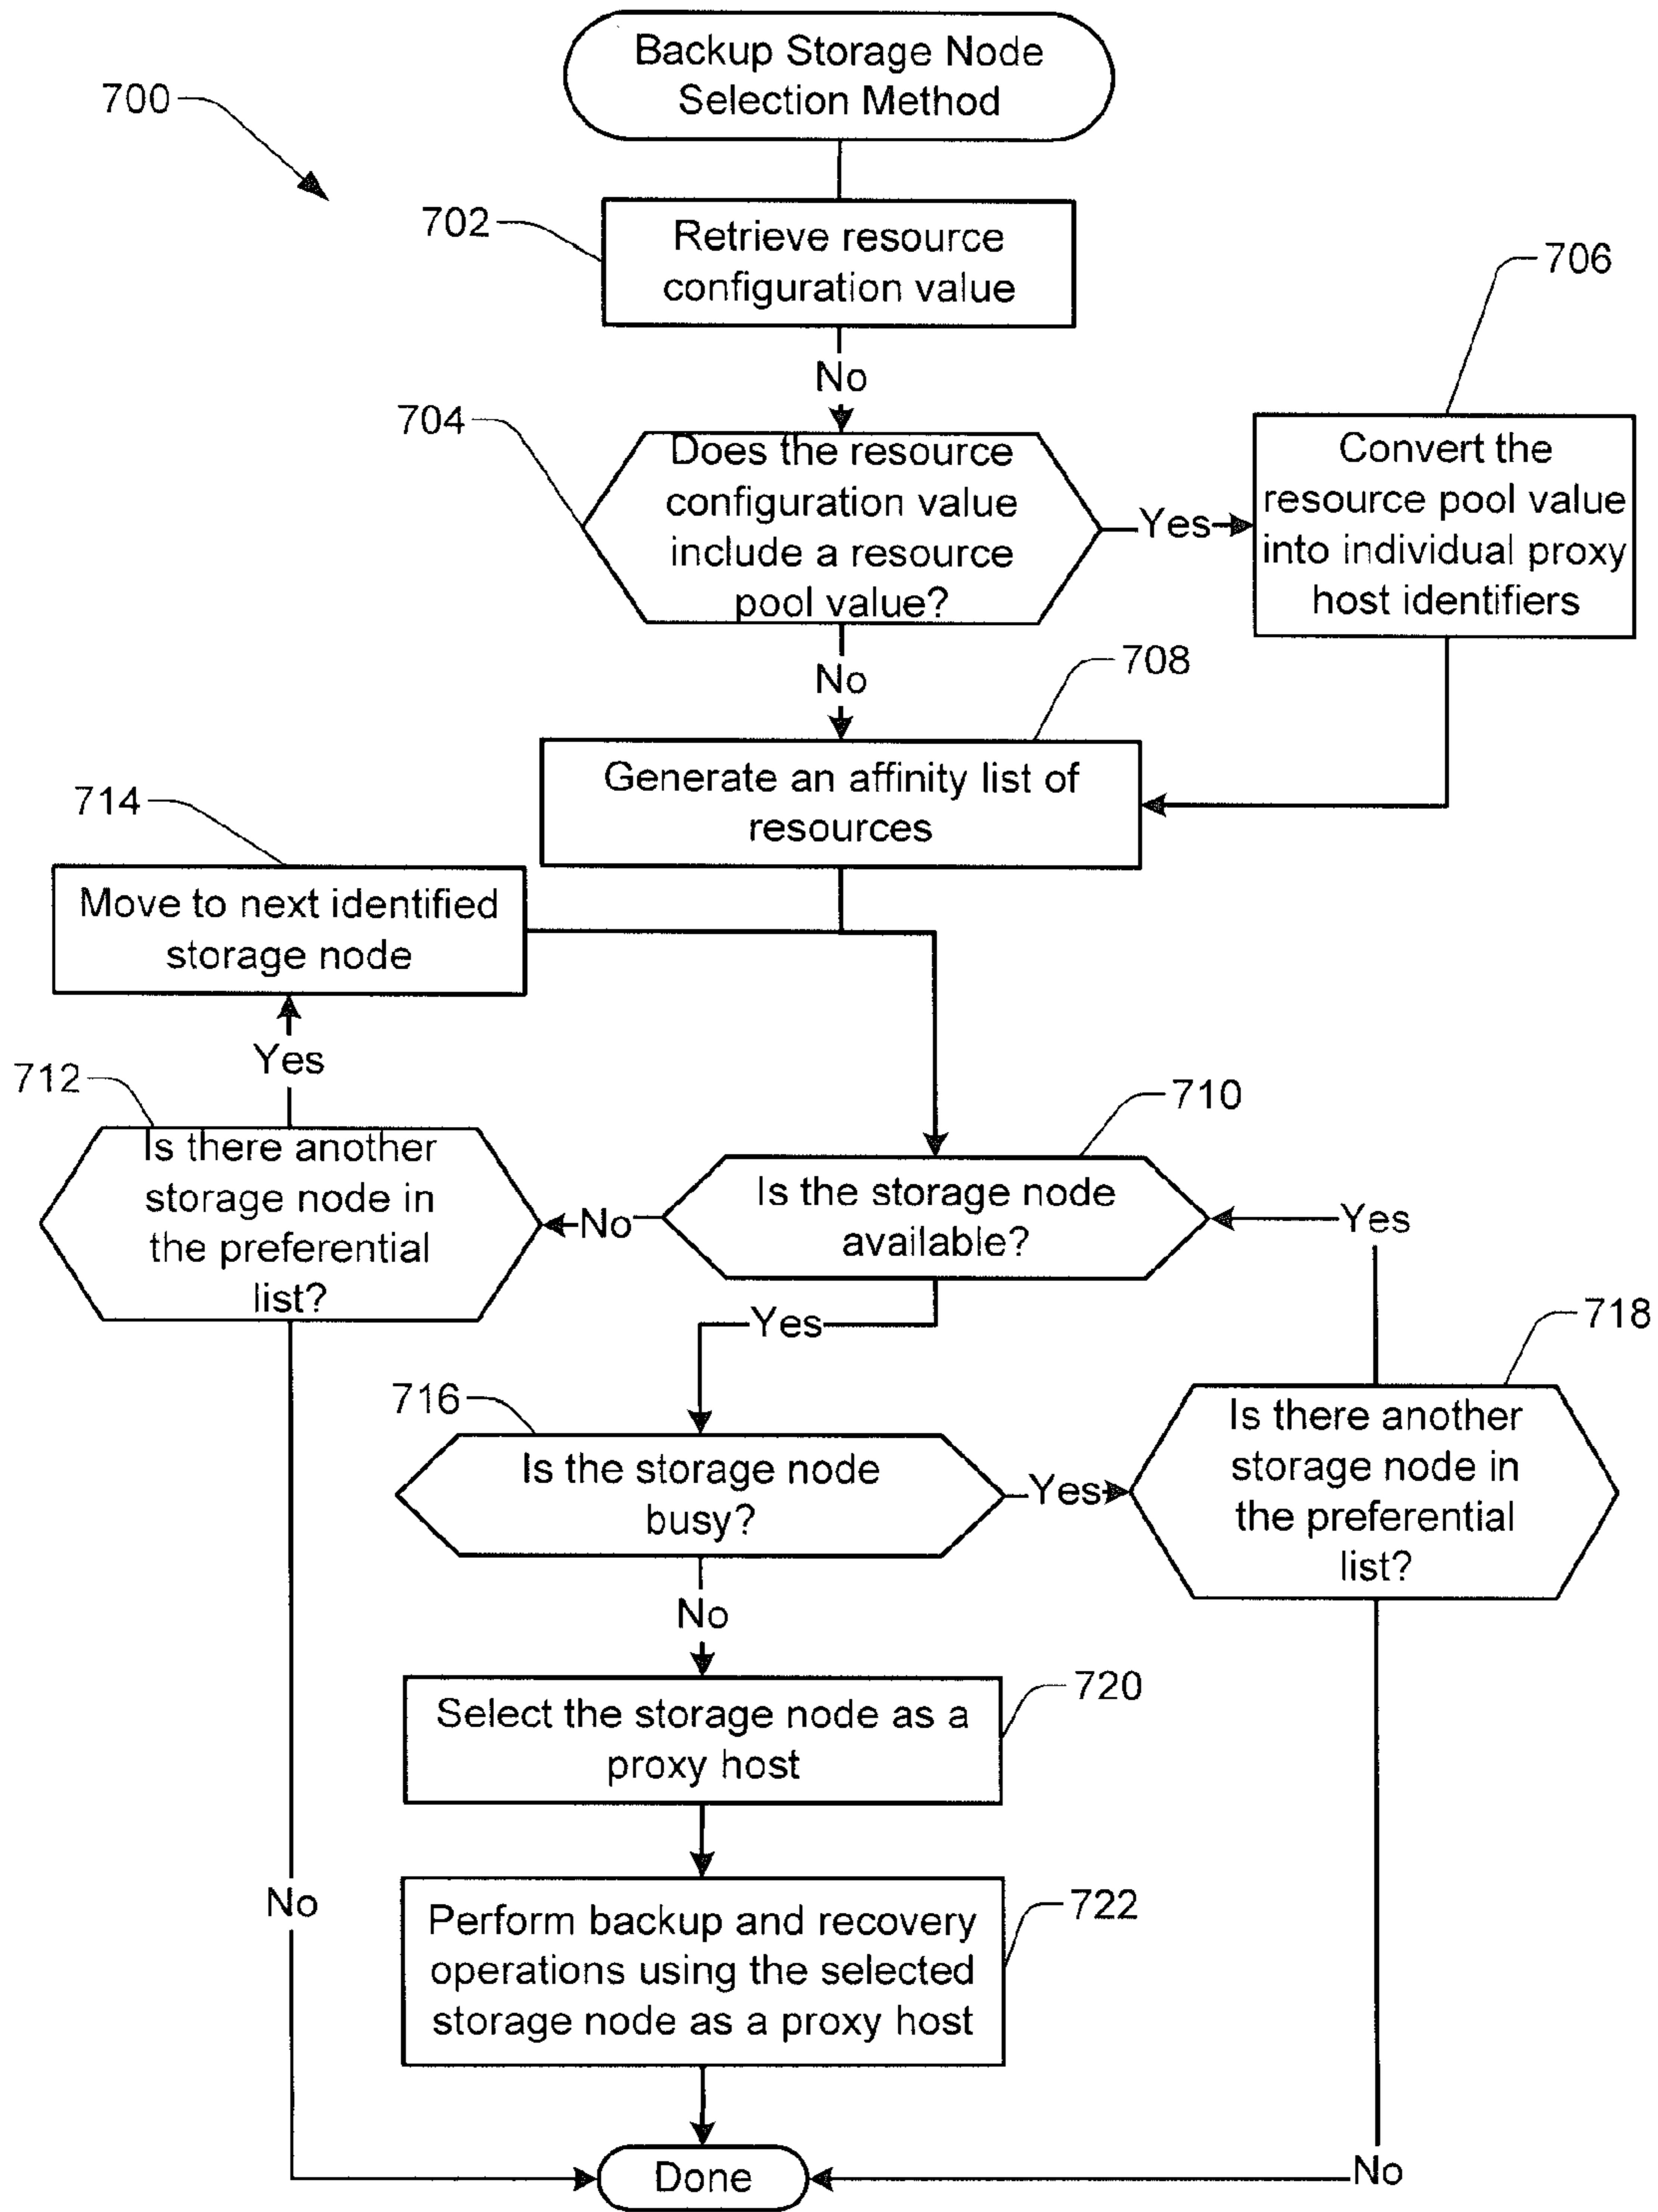 Backup Storage Node
Selection Method
700
702
Retrieve resource
configuration value
706
No
704
Does the resource
configuration value
include a resource
pool value?
Yes
Convert the
resource pool value
into individual proxy
host identifiers
No
708
Generate an affinity list of
resources
714
Move to next identified
storage node
Yes
712
Is there another
storage node in
the preferential
list?
No
710
Is the storage node
available?
Yes
Yes
718
Is there another
storage node in
the preferential
list?
716
Is the storage node
busy?
Yes
No
720
Select the storage node as a
proxy host
No
722
Perform backup and recovery
operations using the selected
storage node as a proxy host
Done
No